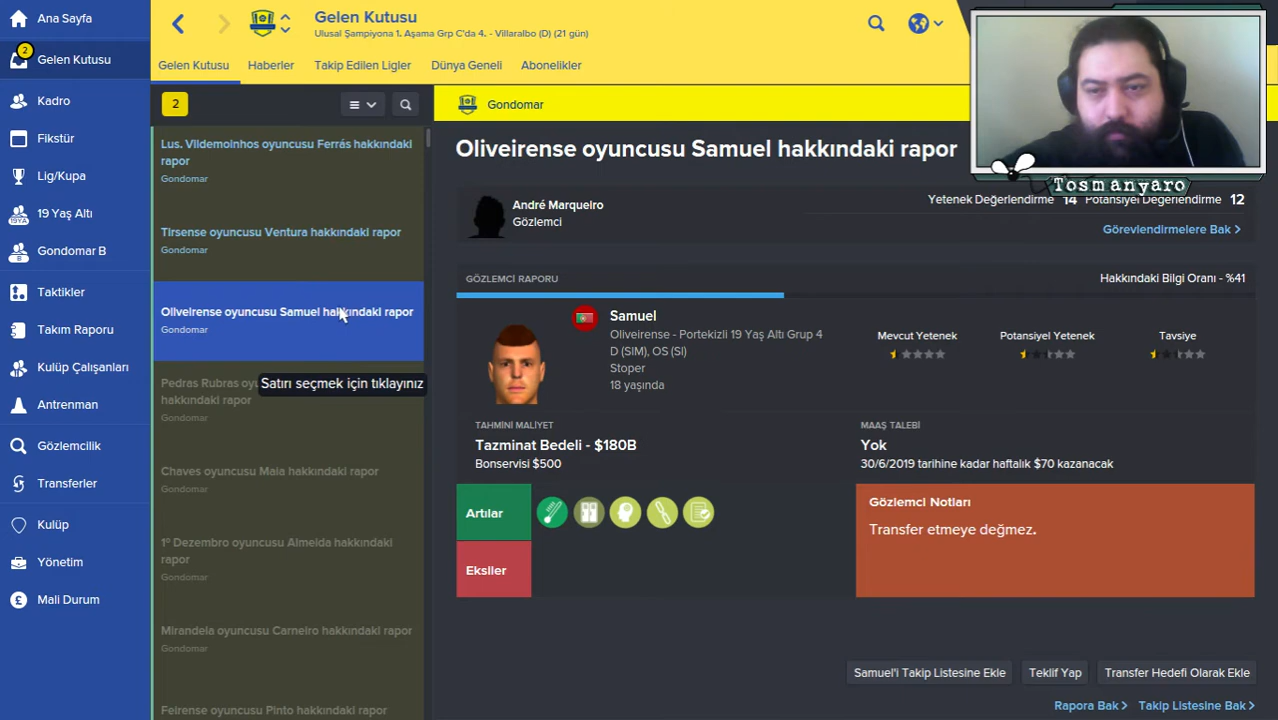 Ana Sayfa
2
Gelen Kutusu
Kadro
Fikstür
Lig/Kupa
19 Yaş Altı
Gondomar B
Taktikler
Takım Raporu
Kulüp Çalışanları
Antrenman
Gözlemcilik
Transferler
Kulüp
Yönetim
Mali Durum
Gelen Kutusu
Ulusal Şampiyona 1. Aşama Grp C'da 4. - Villaralbo (D) (21 gün)
Gelen Kutusu Haberler Takip Edilen Ligler Dünya Geneli Abonelikler
2
Lus. Vildemoinhos oyuncusu Ferrás hakkındaki
rapor
Gondomar
Tirsense oyuncusu Ventura hakkındaki rapor
Gondomar
Oliveirense oyuncusu Samuel hakkındaki rapor
Gondomar
Pedras Rubras
hakkındaki rapor
Gondomar
Satırı seçmek için tıklayınız
Chaves oyuncusu Maia hakkındaki rapor
Gondomar
1º Dezembro oyuncusu Almeida hakkındaki
rapor
Gondomar
Mirandela oyuncusu Carneiro hakkındaki rapor
Gondomar
Feirense oyuncusu Pinto hakkındaki rapor
Gondomar
Oliveirense oyuncusu Samuel hakkındaki rapor
Tosmanyaro
André Marqueiro
Gözlemci
Yetenek Değerlendirme 14 Potansiyel Değerlendirme 12
Görevlendirmelere Bak >
GÖZLEMCİ RAPORU
Hakkındaki Bilgi Oranı - %41
Samuel
Oliveirense - Portekizli 19 Yaş Altı Grup 4
D (SIM), OS (SI)
Stoper
18 yaşında
Mevcut Yetenek Potansiyel Yetenek Tavsiye
TAHMİNİ MALİYET
Tazminat Bedeli - $180B
Bonservisi $500
MAAŞ TALEBİ
Yok
30/6/2019 tarihine kadar haftalık $70 kazanacak
Artılar
Eksiler
Gözlemci Notları
Transfer etmeye değmez.
Samuel'i Takip Listesine Ekle Teklif Yap Transfer Hedefi Olarak Ekle
Rapora Bak > Takip Listesine Bak >